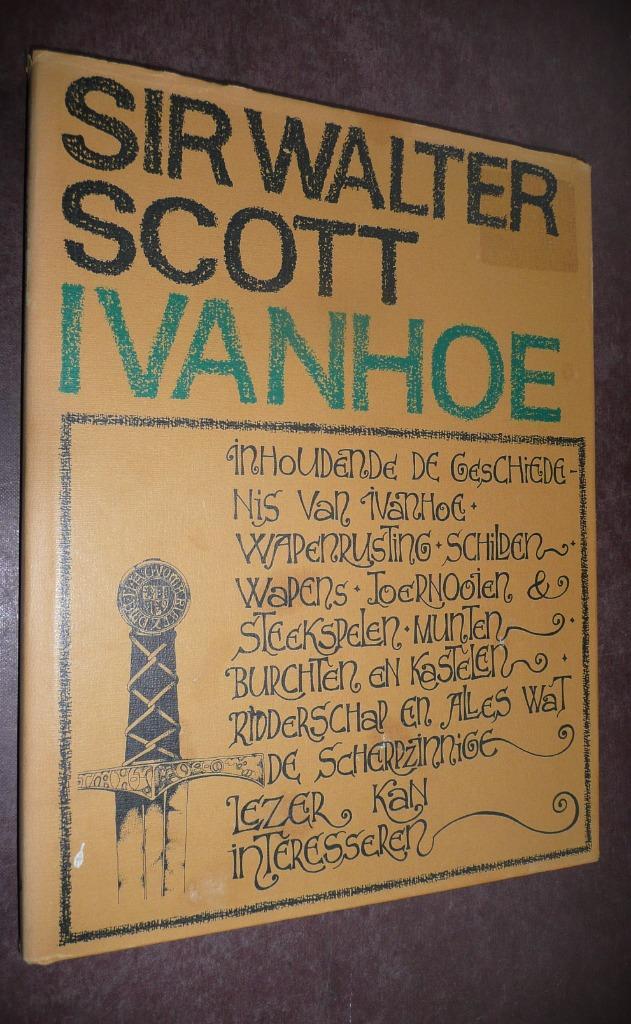 SIR WALTER
SCOTT
IVANHOE
INHOUDENDE DE GESCHIEDE-
NIS VAN IVANHOE ·
WAPENRUSTING · SCHILDEN ·
WAPENS · TOERNOOIEN &
STEEKSPELEN · MUNTEN
BURCHTEN EN KASTELEN ·
RIDDERSCHAP EN ALLES WAT
DE SCHERPZINNIGE
LEZER KAN
INTERESSEREN